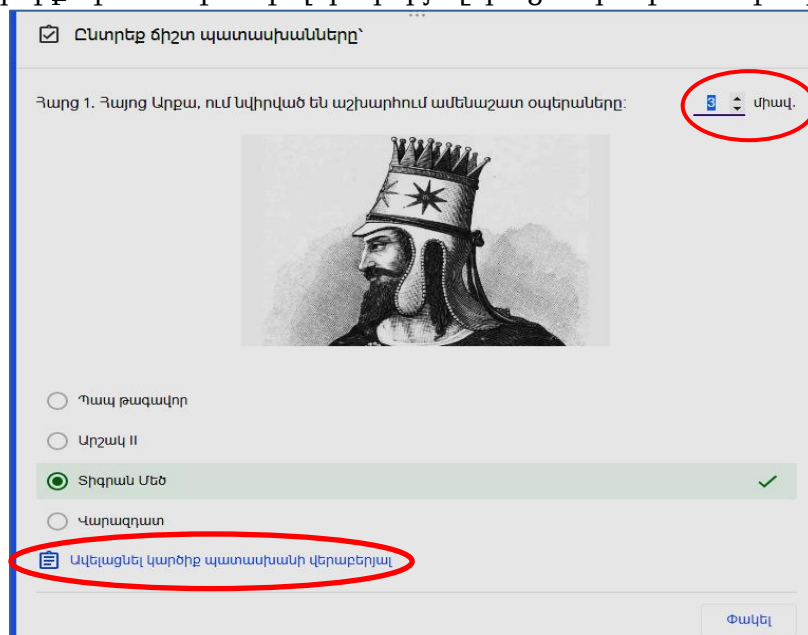 Ընտրեք ճիշտ պատասխանները՝
Հարց 1. Հայոց Արքա, ում նվիրված են աշխարհում ամենաշատ օպերաները:
3 միավ.
Պապ թագավոր
Արշակ II
Տիգրան Մեծ
Վարազդատ
Ավելացնել կարծիք պատասխանի վերաբերյալ
Փակել